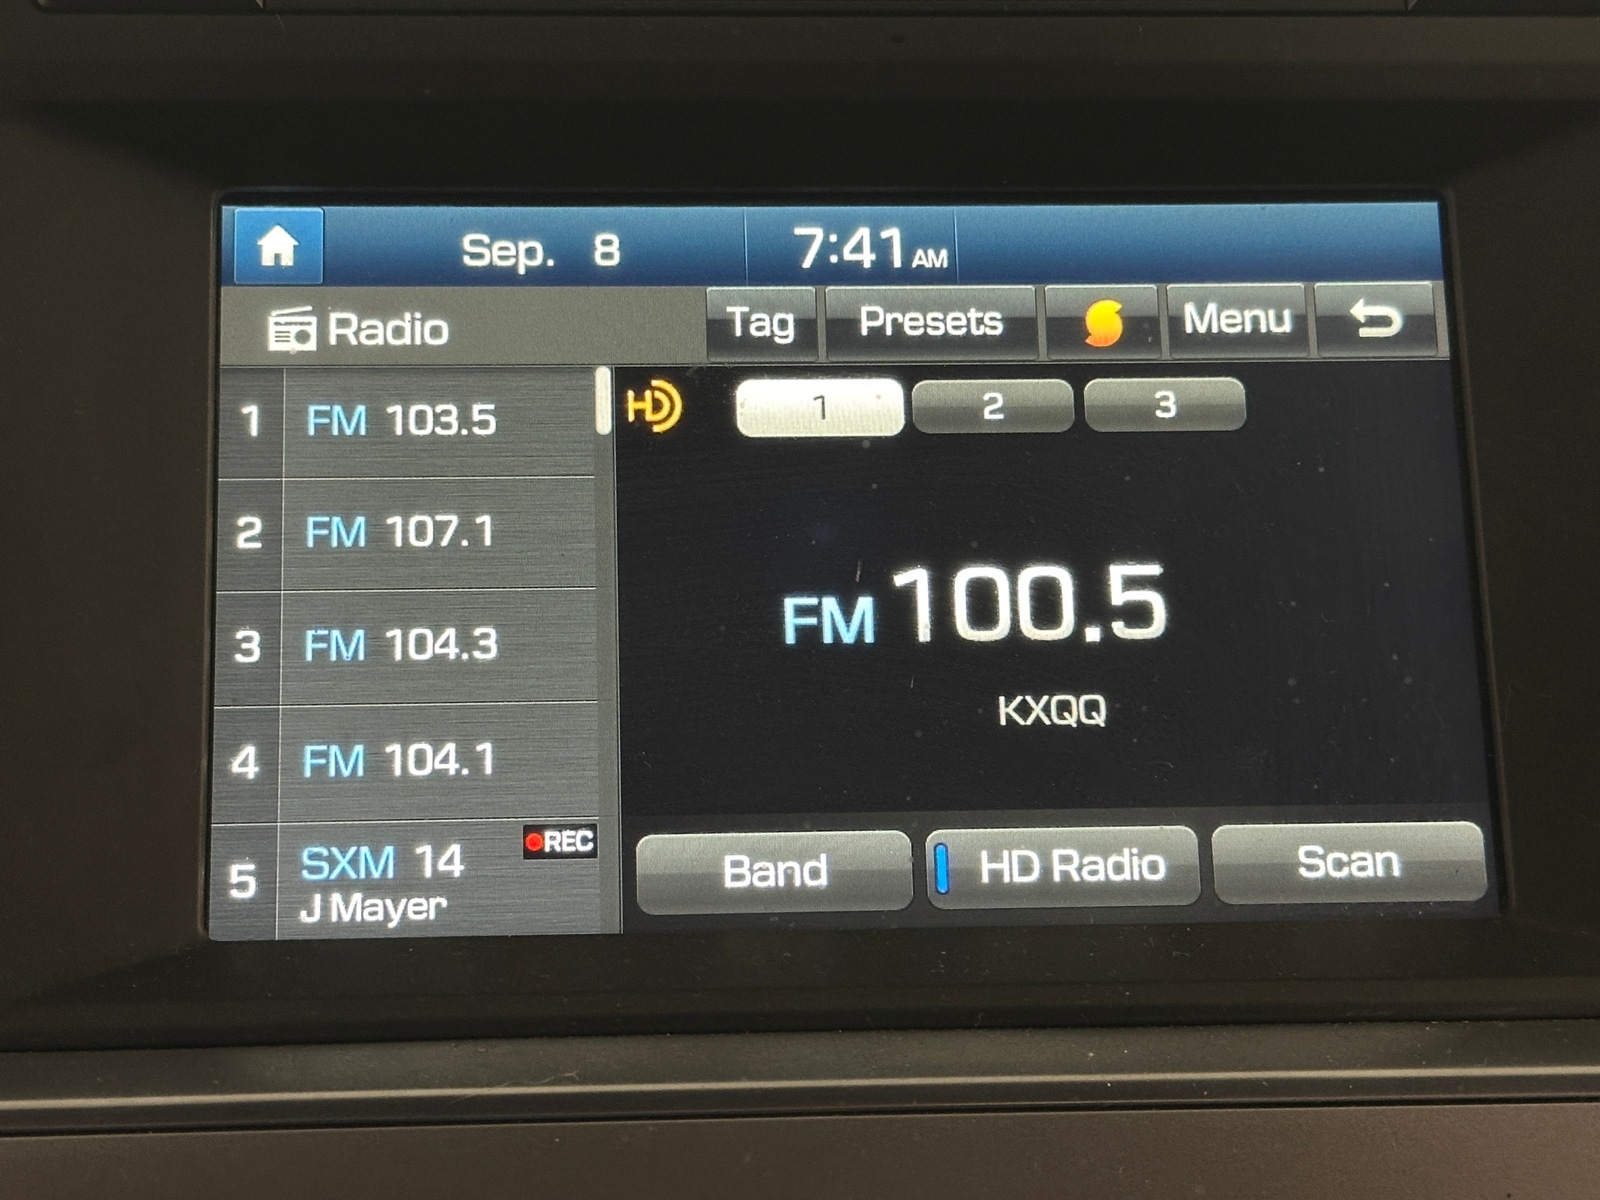 Sep. 8 7:41 AM
Radio Tag Presets Menu
1 FM 103.5
2 FM 107.1
3 FM 104.3
4 FM 104.1
5 SXM 14 REC
J Mayer
HD 1 2 3
FM 100.5
KXQQ
Band HD Radio Scan